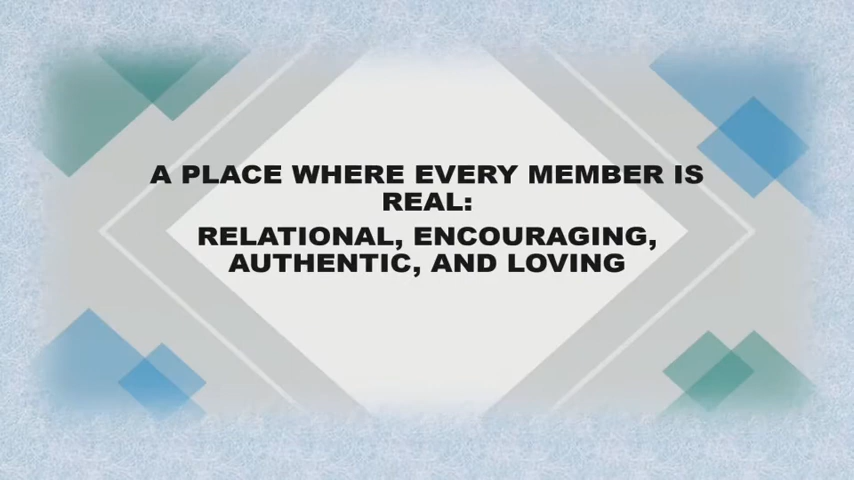 A PLACE WHERE EVERY MEMBER IS
REAL:
RELATIONAL, ENCOURAGING,
AUTHENTIC, AND LOVING